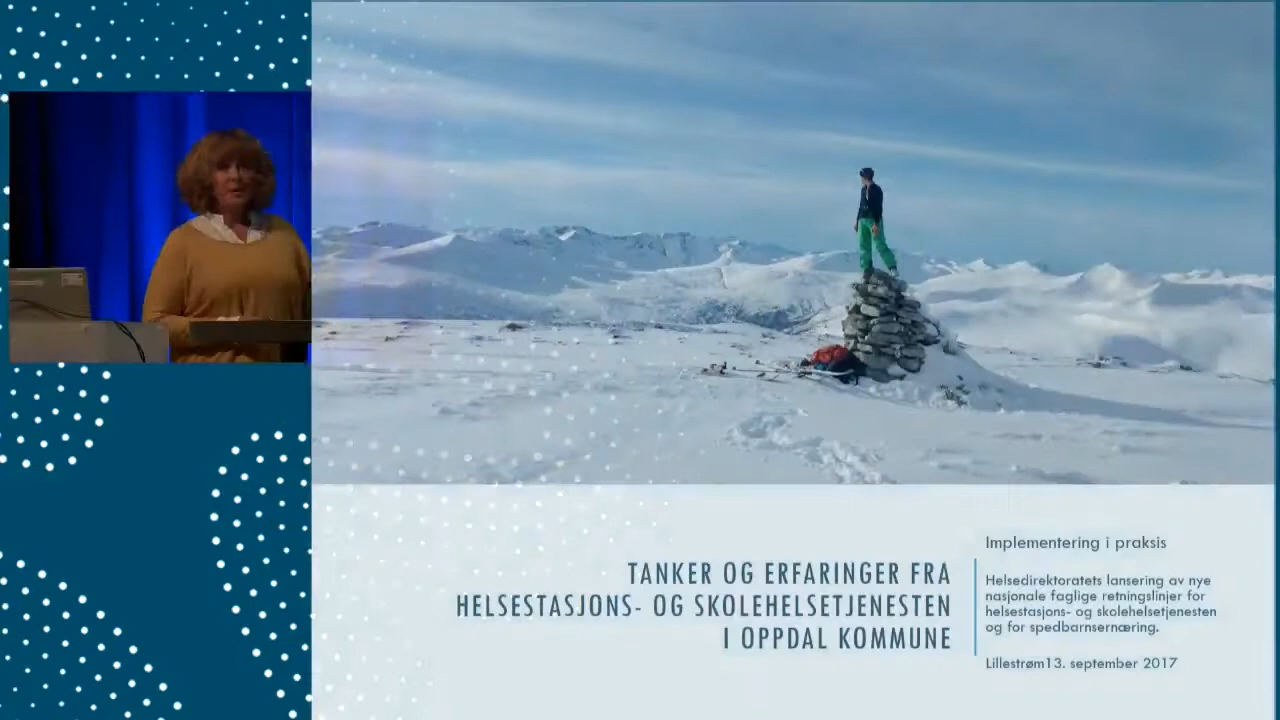 TANKER OG ERFARINGER FRA
HELSESTASJONS- OG SKOLEHELSETJENESTEN
I OPPDAL KOMMUNE
Implementering i praksis
Helsedirektoratets lansering av nye
nasjonale faglige retningslinjer for
helsestasjons- og skolehelsetjenesten
og for spedbarnsernæring.
Lillestrøm13. september 2017